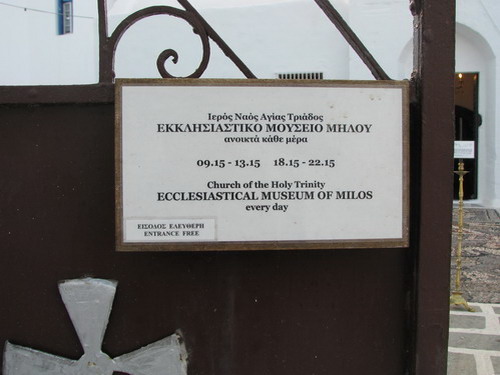 Ιερός Ναός Αγίας Τριάδος
ΕΚΚΛΗΣΙΑΣΤΙΚΟ ΜΟΥΣΕΙΟ ΜΗΛΟΥ
ανοικτά κάθε μέρα
09.15 - 13.15 18.15 - 22.15
Church of the Holy Trinity
ECCLESIASTICAL MUSEUM OF MILOS
every day
ΕΙΣΟΔΟΣ ΕΛΕΥΘΕΡΗ
ENTRANCE FREE